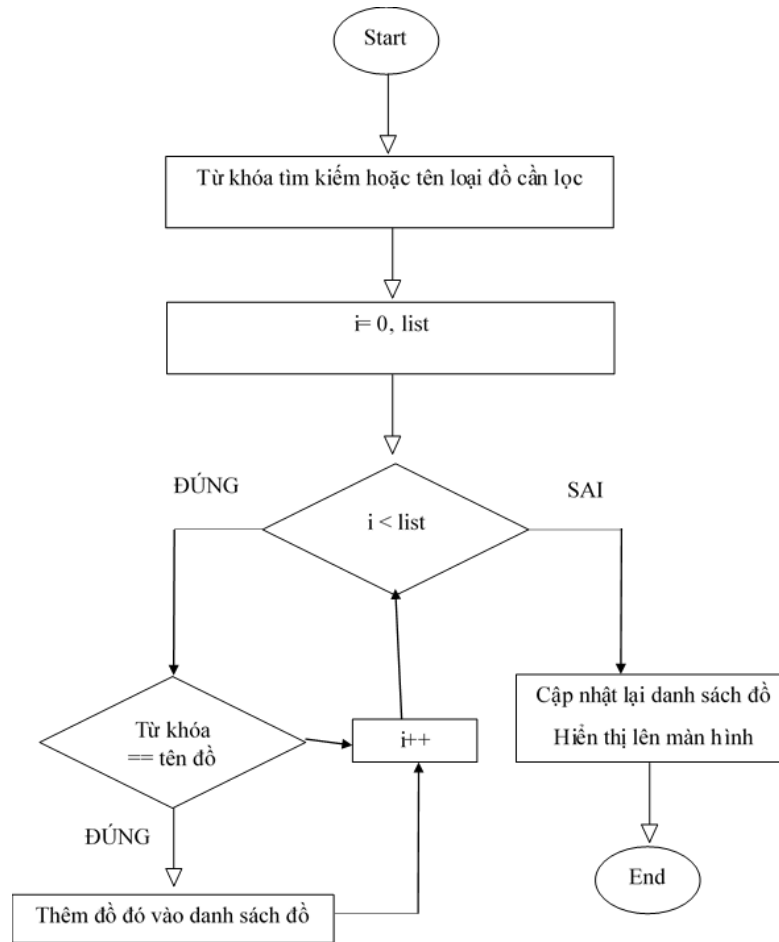 Start
Từ khóa tìm kiếm hoặc tên loại đồ cần lọc
i= 0, list
ĐÚNG
SAI
i < list
Từ khóa
== tên đồ
i++
Cập nhật lại danh sách đồ
Hiển thị lên màn hình
ĐÚNG
Thêm đồ đó vào danh sách đồ
End